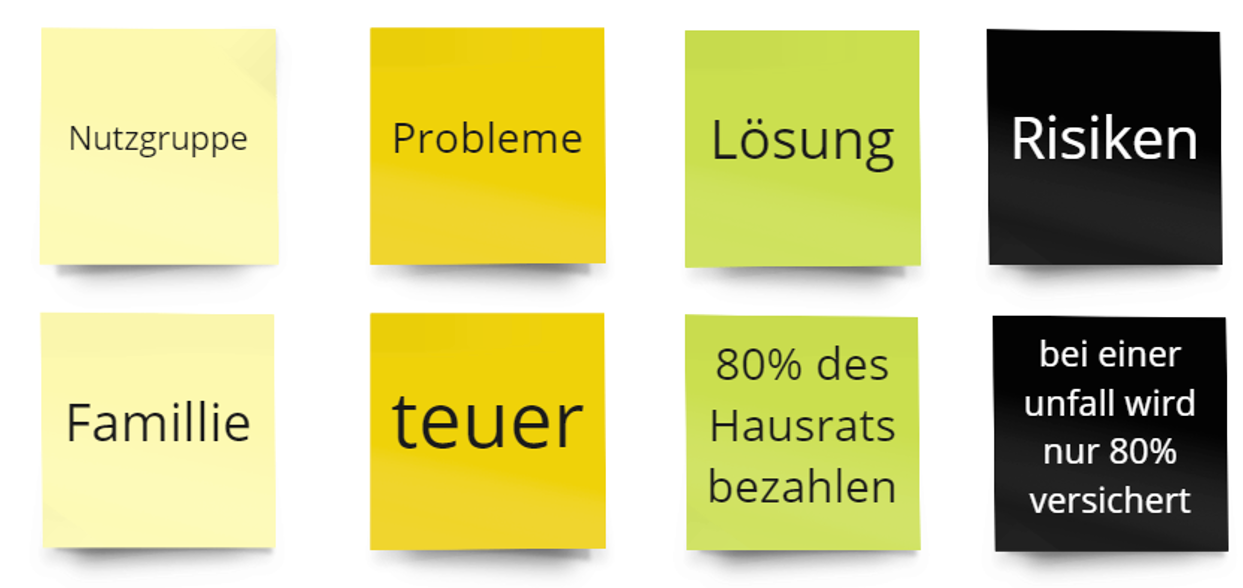 Nutzgruppe
Probleme
Lösung
Risiken
Famillie
teuer
80% des
Hausrats
bezahlen
bei einer
unfall wird
nur 80%
versichert